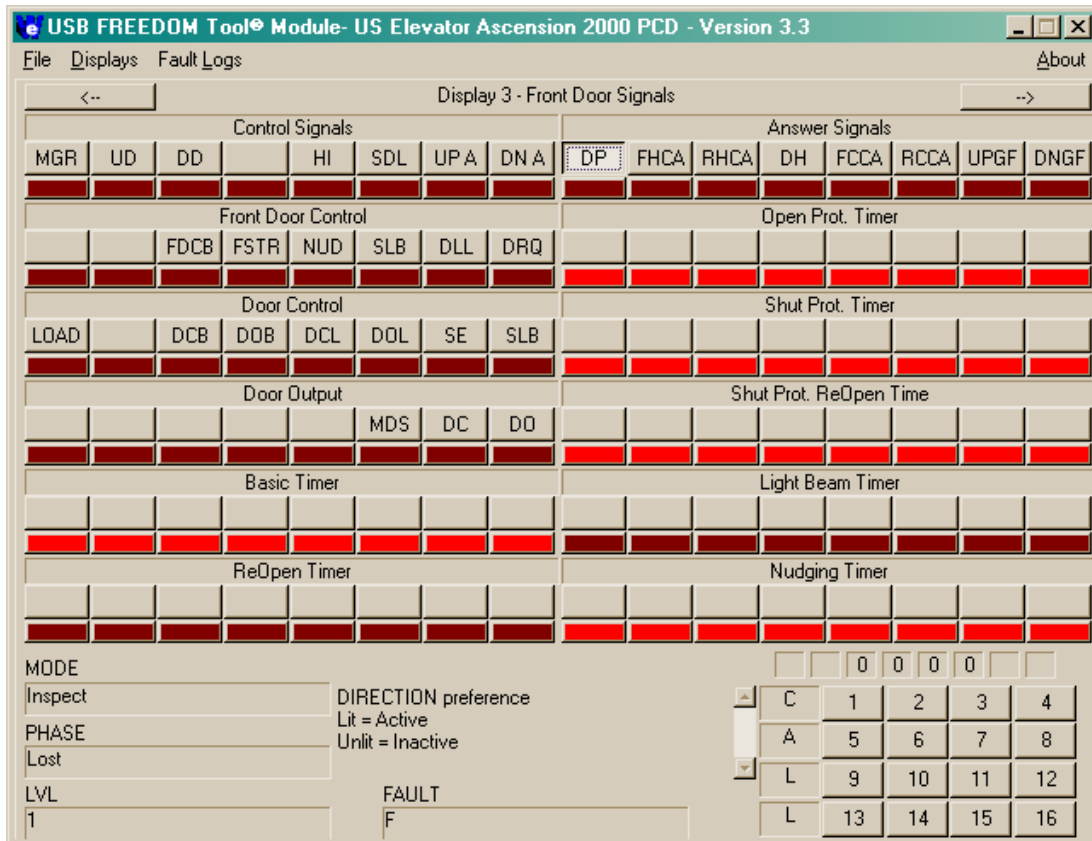 USB FREEDOM Tool® Module- US Elevator Ascension 2000 PCD - Version 3.3
File Displays Fault Logs About
<-- Display 3 - Front Door Signals -->
Control Signals Answer Signals
MGR UD DD HI SDL UP A DN A DP FHCA RHCA DH FCCA RCCA UPGF DNGF
Front Door Control Open Prot. Timer
FDCB FSTR NUD SLB DLL DRQ
Door Control Shut Prot. Timer
LOAD DCB DOB DCL DOL SE SLB
Door Output Shut Prot. ReOpen Time
MDS DC DO
Basic Timer Light Beam Timer
ReOpen Timer Nudging Timer
MODE 0 0 0 0
Inspect DIRECTION preference C 1 2 3 4
Lit = Active
PHASE Unlit = Inactive A 5 6 7 8
Lost L 9 10 11 12
LVL FAULT
1 F L 13 14 15 16